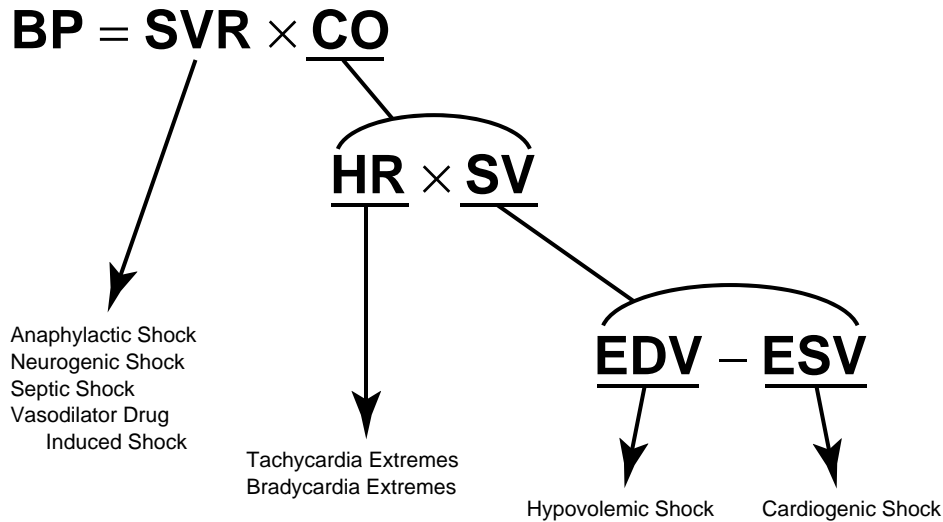 BP = SVR × CO
HR × SV
EDV – ESV
Anaphylactic Shock
Neurogenic Shock
Septic Shock
Vasodilator Drug
Induced Shock
Tachycardia Extremes
Bradycardia Extremes
Hypovolemic Shock
Cardiogenic Shock